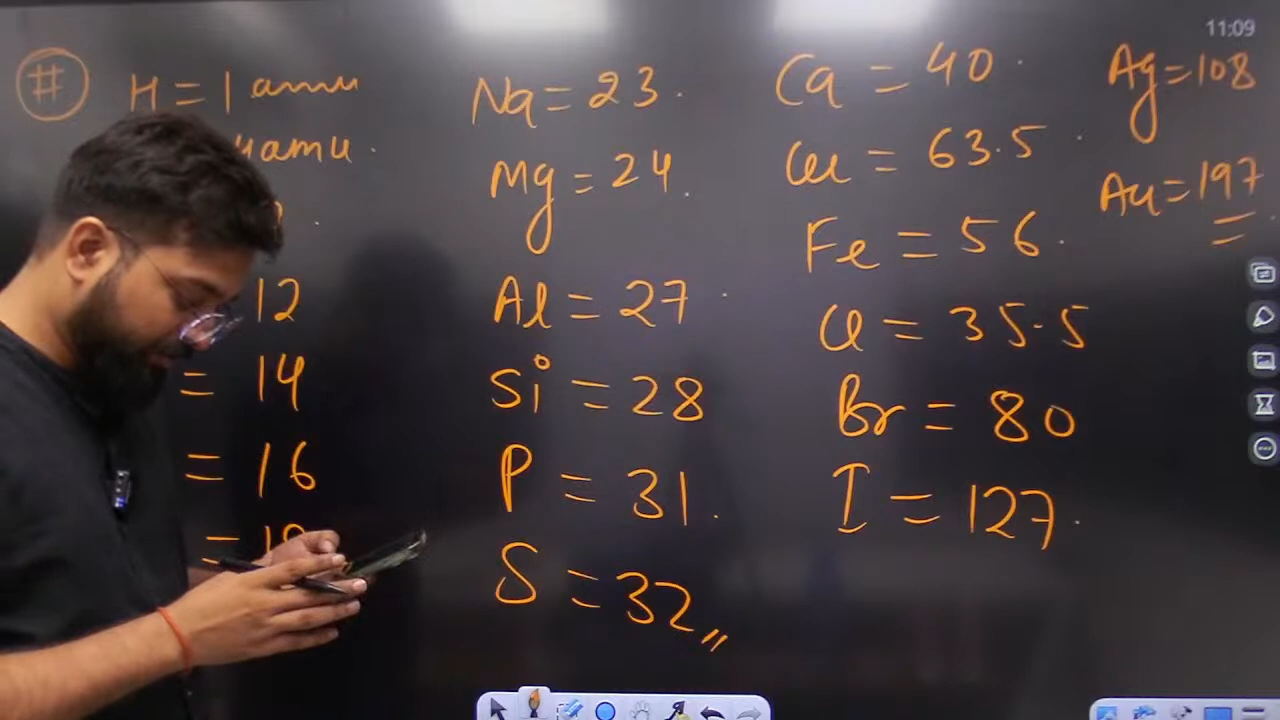 11:09
#
H = 1 amu
4amu.
12
= 14
= 16
Na = 23.
Mg = 24.
Al = 27.
Si = 28
P = 31.
S = 32,,
Ca = 40.
Cu = 63.5.
Fe = 56.
Cl = 35.5
Br = 80
I = 127.
Ag = 108
Au = 197.